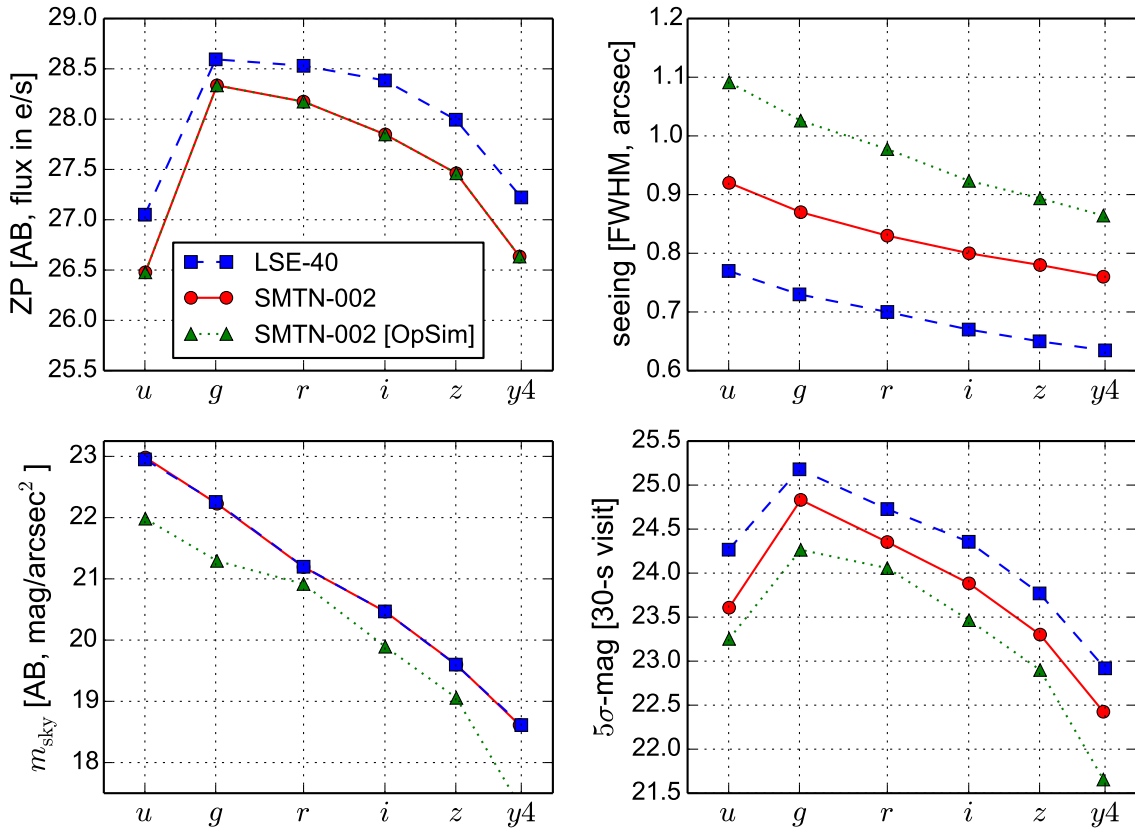 29.0
28.5
28.0
27.5
27.0
26.5
26.0
25.5
ZP [AB, flux in e/s]
LSE-40
SMTN-002
SMTN-002 [OpSim]
u g r i z y4
1.2
1.1
1.0
0.9
0.8
0.7
0.6
seeing [FWHM, arcsec]
u g r i z y4
23
22
21
20
19
18
m_sky [AB, mag/arcsec²]
u g r i z y4
25.5
25.0
24.5
24.0
23.5
23.0
22.5
22.0
21.5
5σ-mag [30-s visit]
u g r i z y4